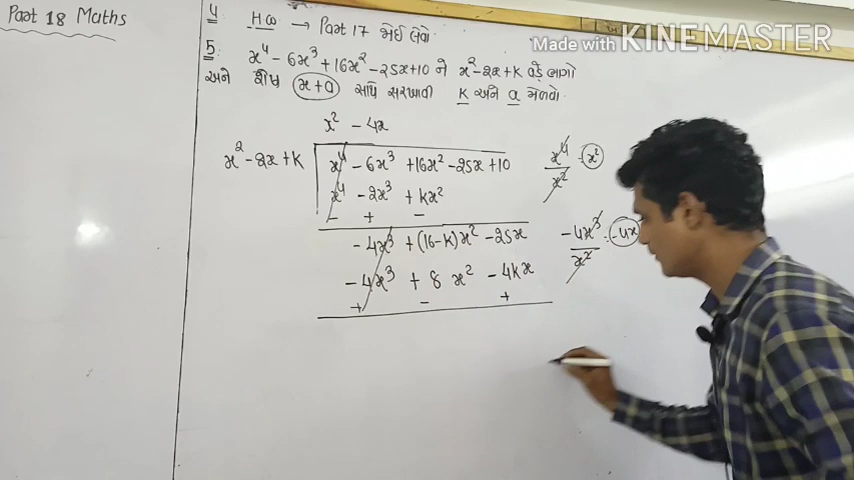 Part 18 Maths
4. H.ω → Part 17 જોઈ લેવો
Made with KINEMASTER
5. x⁴ - 6x³ + 16x² - 25x + 10 ને x² - 2x + K વડે ભાગો
અને શેષ x + a સાથે સરખાવી K અને a મેળવો.
x² - 4x
x² - 2x + K | x⁴ - 6x³ + 16x² - 25x + 10
x⁴/x² = x²
x⁴ - 2x³ + Kx²
- + -
- 4x³ + (16 - K)x² - 25x
-4x³/x² = -4x
- 4x³ + 8x² - 4Kx
+ - +